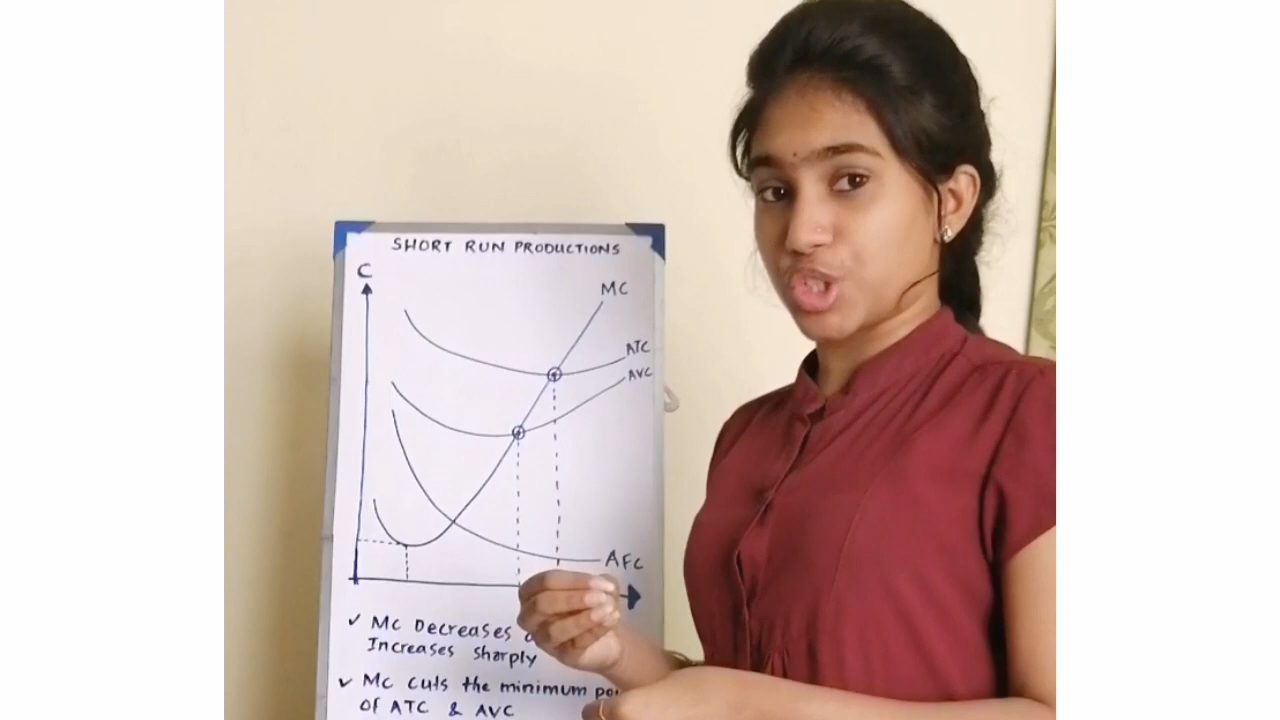 SHORT RUN PRODUCTIONS
C
MC
ATC
AVC
AFC
✓ MC Decreases
Increases sharply
✓ MC cuts the minimum
of ATC & AVC